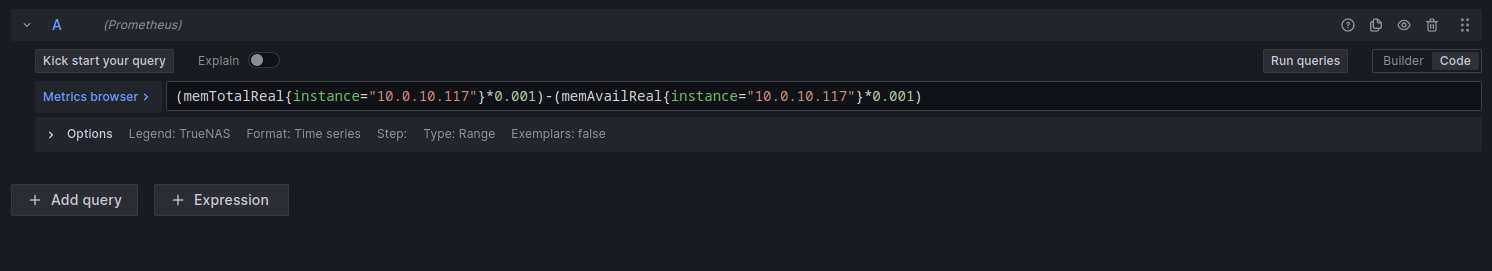 A (Prometheus)
Kick start your query Explain Run queries Builder Code
Metrics browser > (memTotalReal{instance="10.0.10.117"}*0.001)-(memAvailReal{instance="10.0.10.117"}*0.001)
> Options Legend: TrueNAS Format: Time series Step: Type: Range Exemplars: false
+ Add query + Expression